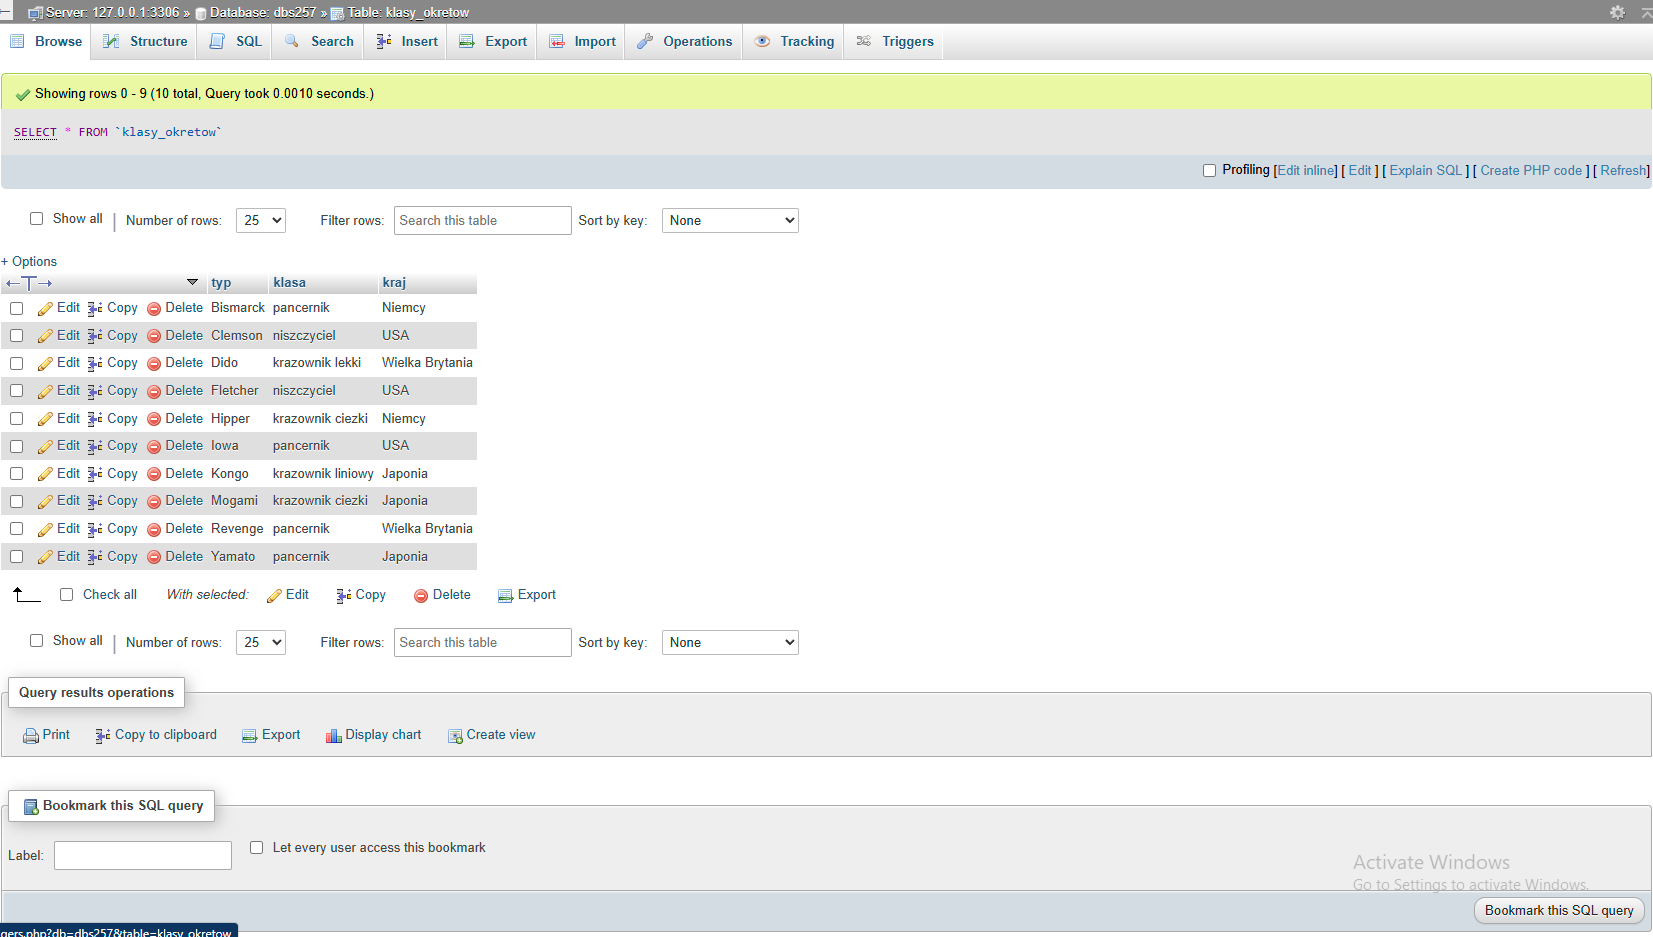 Server: 127.0.0.1:3306 » Database: dbs257 » Table: klasy_okretow
Browse Structure SQL Search Insert Export Import Operations Tracking Triggers
Showing rows 0 - 9 (10 total, Query took 0.0010 seconds.)
SELECT * FROM `klasy_okretow`
Profiling [Edit inline] [ Edit ] [ Explain SQL ] [ Create PHP code ] [ Refresh]
Show all | Number of rows: 25 Filter rows: Search this table Sort by key: None
+ Options
←T→ typ klasa kraj
Edit Copy Delete Bismarck pancernik Niemcy
Edit Copy Delete Clemson niszczyciel USA
Edit Copy Delete Dido krazownik lekki Wielka Brytania
Edit Copy Delete Fletcher niszczyciel USA
Edit Copy Delete Hipper krazownik ciezki Niemcy
Edit Copy Delete Iowa pancernik USA
Edit Copy Delete Kongo krazownik liniowy Japonia
Edit Copy Delete Mogami krazownik ciezki Japonia
Edit Copy Delete Revenge pancernik Wielka Brytania
Edit Copy Delete Yamato pancernik Japonia
Check all With selected: Edit Copy Delete Export
Show all | Number of rows: 25 Filter rows: Search this table Sort by key: None
Query results operations
Print Copy to clipboard Export Display chart Create view
Bookmark this SQL query
Label: Let every user access this bookmark
Activate Windows
Go to Settings to activate Windows.
Bookmark this SQL query
gers.php?db=dbs257&table=klasy_okretow